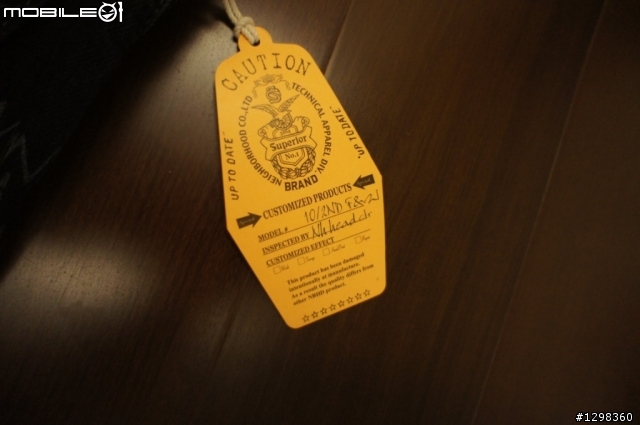 MOBILE01
CAUTION
NEIGHBORHOOD CO.,LTD
TECHNICAL APPAREL DIV.
"UP TO DATE"
"UP TO DATE"
Superior
No.1
BRAND
CUSTOMIZED PRODUCTS
MODEL # 10/2ND
INSPECTED BY
CUSTOMIZED EFFECT
This product has been damaged
intentionally at manufacture.
As a result the quality differs from
other NBHD product.
#1298360